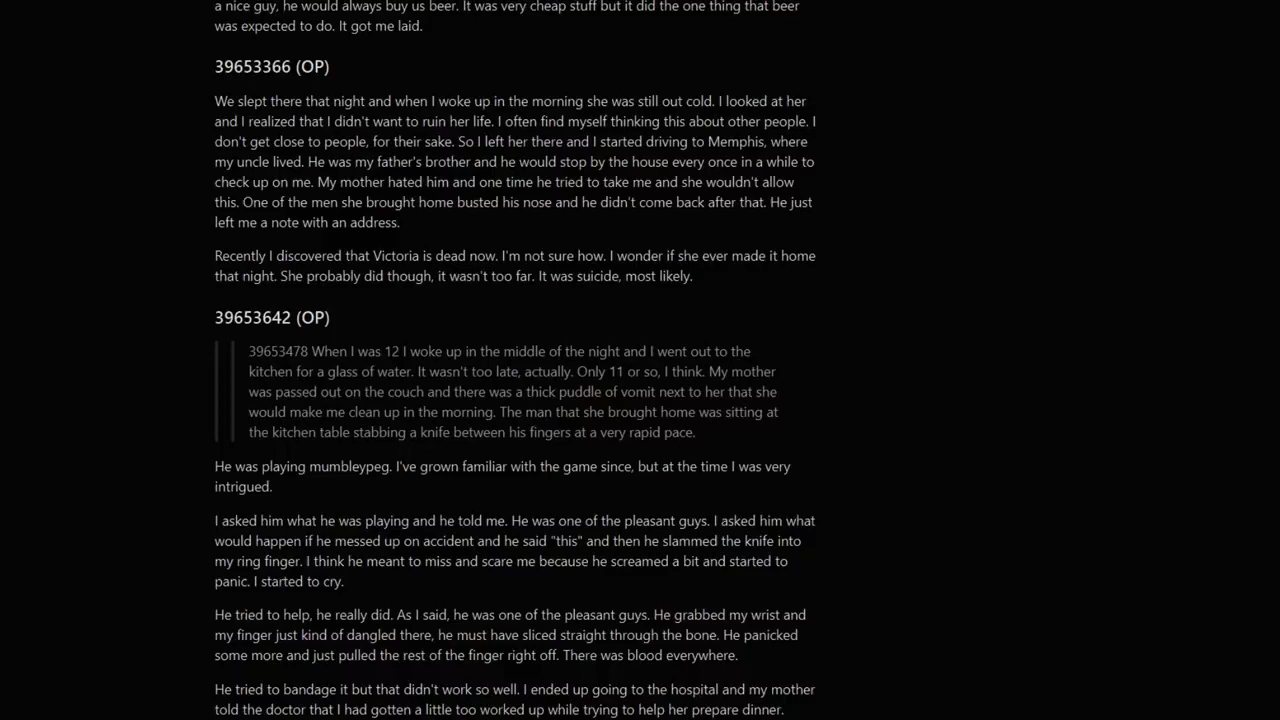 a nice guy, he would always buy us beer. It was very cheap stuff but it did the one thing that beer
was expected to do. It got me laid.
39653366 (OP)
We slept there that night and when I woke up in the morning she was still out cold. I looked at her
and I realized that I didn't want to ruin her life. I often find myself thinking this about other people. I
don't get close to people, for their sake. So I left her there and I started driving to Memphis, where
my uncle lived. He was my father's brother and he would stop by the house every once in a while to
check up on me. My mother hated him and one time he tried to take me and she wouldn't allow
this. One of the men she brought home busted his nose and he didn't come back after that. He just
left me a note with an address.
Recently I discovered that Victoria is dead now. I'm not sure how. I wonder if she ever made it home
that night. She probably did though, it wasn't too far. It was suicide, most likely.
39653642 (OP)
39653478 When I was 12 I woke up in the middle of the night and I went out to the
kitchen for a glass of water. It wasn't too late, actually. Only 11 or so, I think. My mother
was passed out on the couch and there was a thick puddle of vomit next to her that she
would make me clean up in the morning. The man that she brought home was sitting at
the kitchen table stabbing a knife between his fingers at a very rapid pace.
He was playing mumbleypeg. I've grown familiar with the game since, but at the time I was very
intrigued.
I asked him what he was playing and he told me. He was one of the pleasant guys. I asked him what
would happen if he messed up on accident and he said "this" and then he slammed the knife into
my ring finger. I think he meant to miss and scare me because he screamed a bit and started to
panic. I started to cry.
He tried to help, he really did. As I said, he was one of the pleasant guys. He grabbed my wrist and
my finger just kind of dangled there, he must have sliced straight through the bone. He panicked
some more and just pulled the rest of the finger right off. There was blood everywhere.
He tried to bandage it but that didn't work so well. I ended up going to the hospital and my mother
told the doctor that I had gotten a little too worked up while trying to help her prepare dinner.